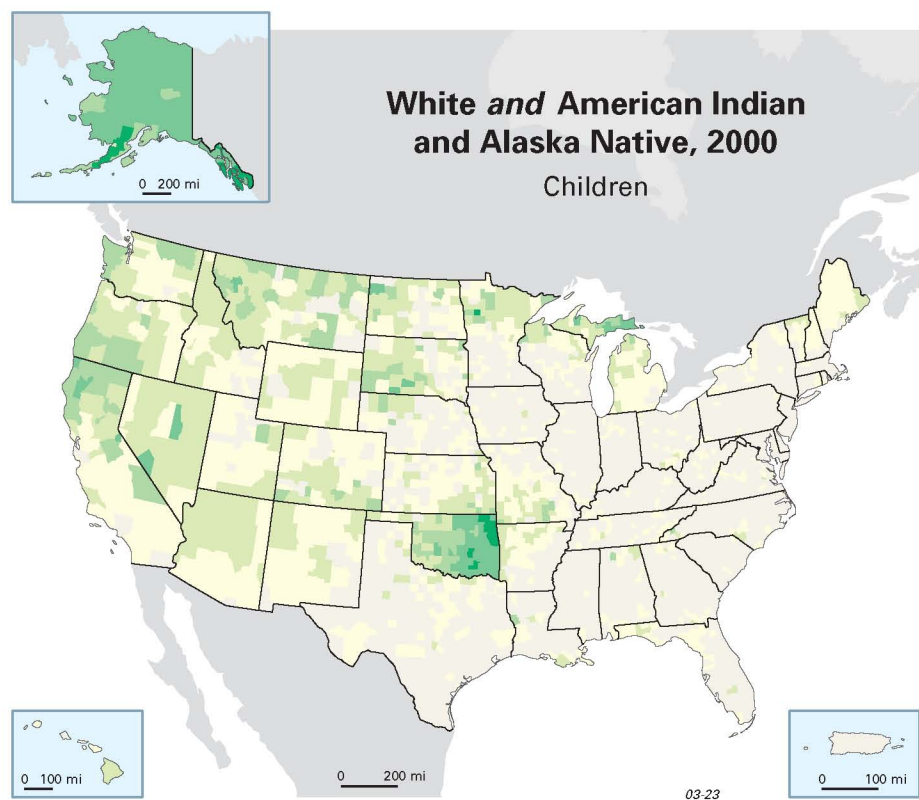 White and American Indian
and Alaska Native, 2000
Children
0 200 mi
0 100 mi
0 200 mi
0 100 mi
03-23